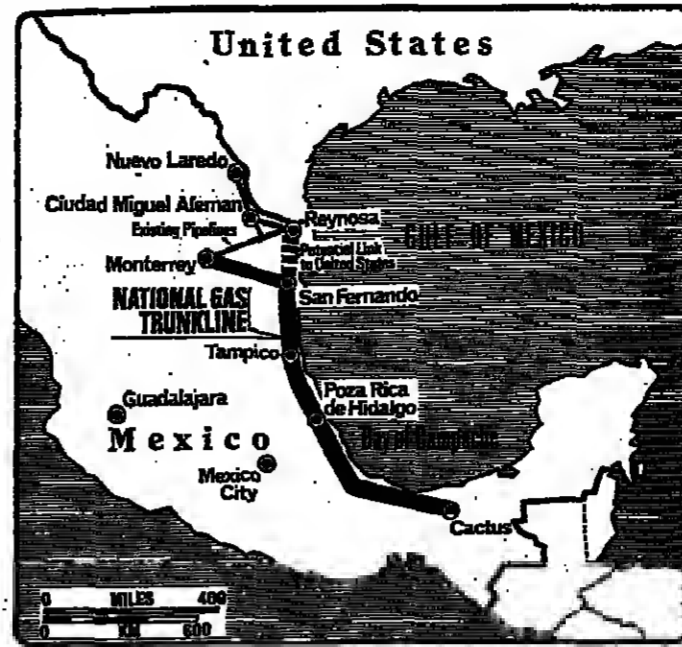 United States
Nuevo Laredo
Ciudad Miguel Aleman
Existing Pipelines
Reynosa
Potential Link
to United States
GULF OF MEXICO
Monterrey
San Fernando
NATIONAL GAS
TRUNKLINE
Tampico
Poza Rica
de Hidalgo
Guadalajara
Mexico
Bay of Campeche
Mexico
City
Cactus
0 MILES 400
0 KM 600